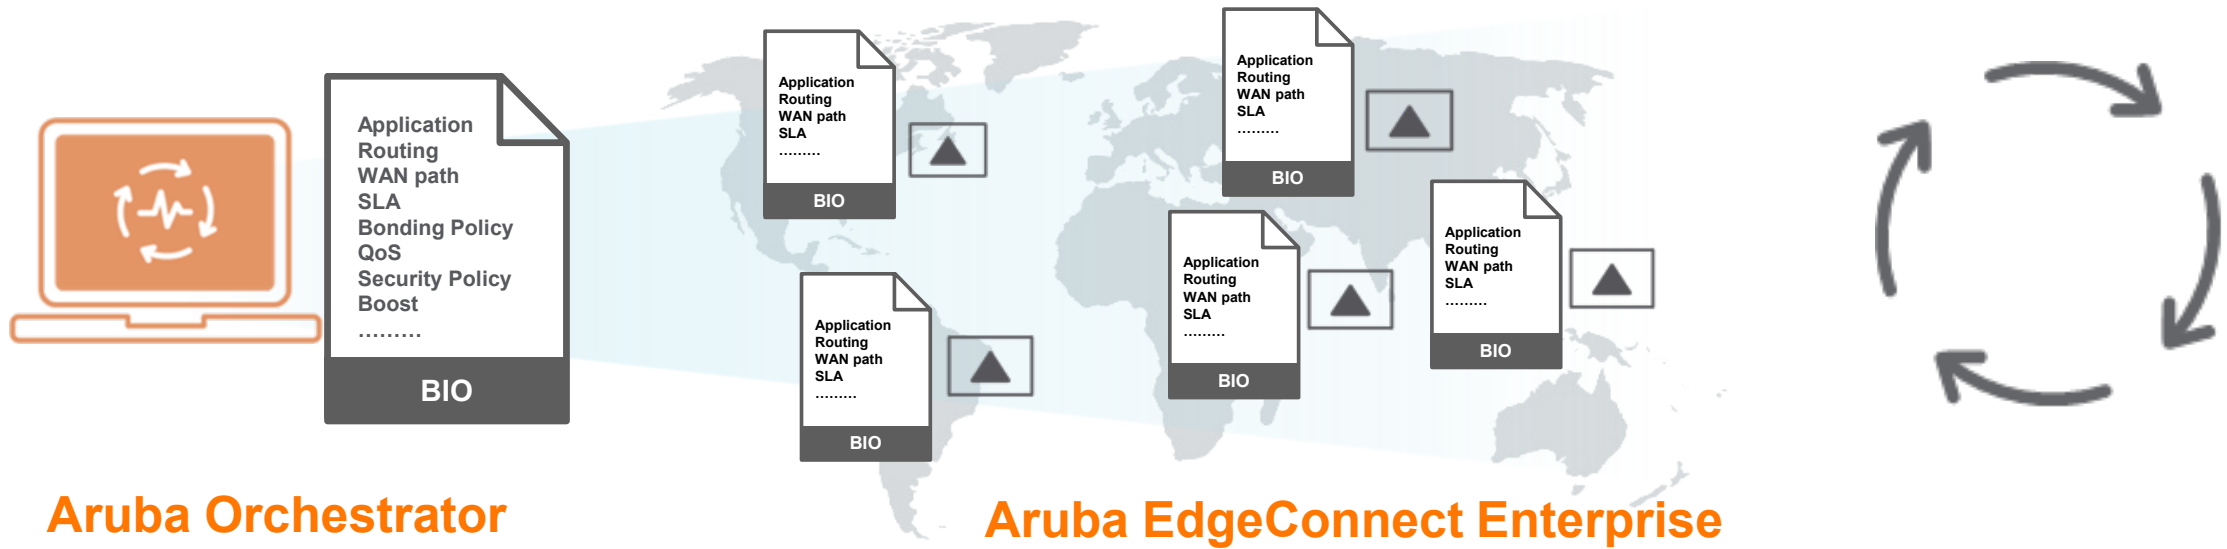 Application
Routing
WAN path
SLA
Bonding Policy
QoS
Security Policy
Boost
.........
BIO
Application
Routing
WAN path
SLA
.........
BIO
Application
Routing
WAN path
SLA
.........
BIO
Application
Routing
WAN path
SLA
.........
BIO
Application
Routing
WAN path
SLA
.........
BIO
Application
Routing
WAN path
SLA
.........
BIO
Aruba Orchestrator
Aruba EdgeConnect Enterprise